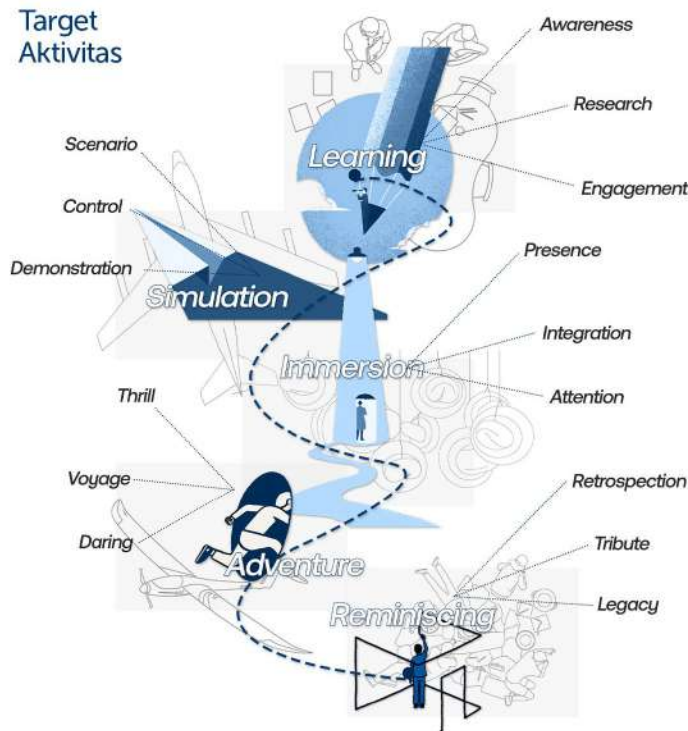 Target
Aktivitas
Awareness
Research
Engagement
Learning
Scenario
Control
Demonstration
Simulation
Presence
Integration
Attention
Immersion
Thrill
Voyage
Daring
Adventure
Retrospection
Tribute
Legacy
Reminiscing